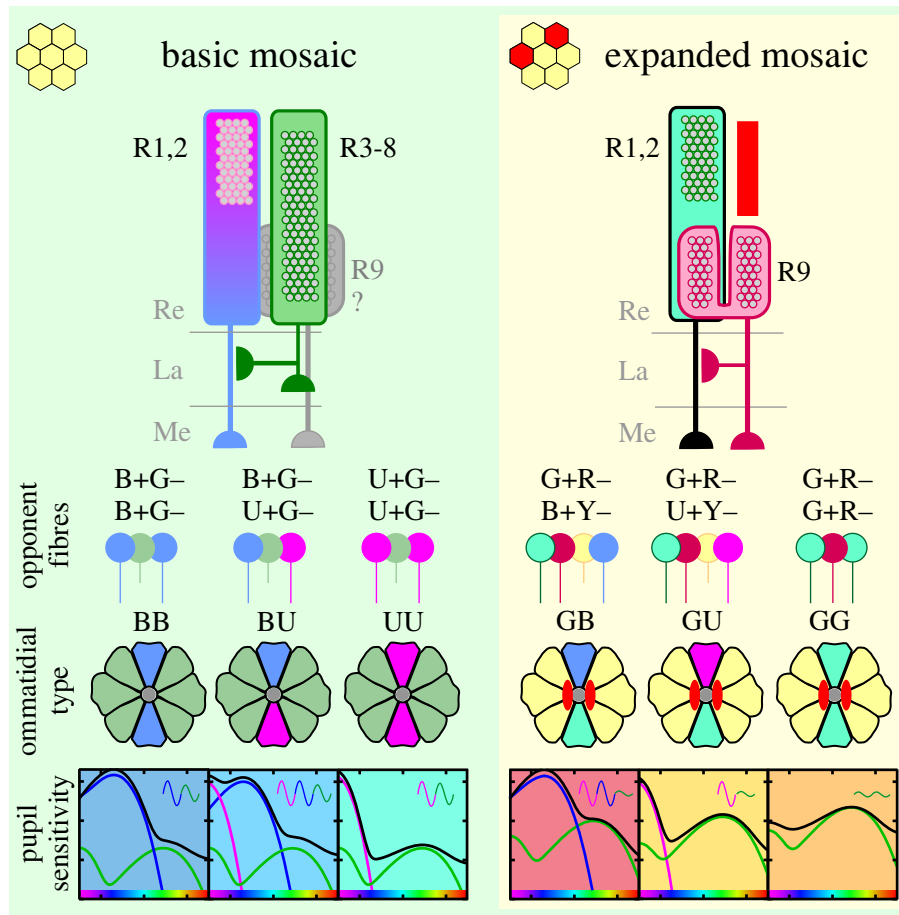 basic mosaic
R1,2
R3-8
R9
?
Re
La
Me
opponent
fibres
B+G–
B+G–
B+G–
U+G–
U+G–
U+G–
ommatidial
type
BB
BU
UU
pupil
sensitivity
expanded mosaic
R1,2
R9
Re
La
Me
G+R–
B+Y–
G+R–
U+Y–
G+R–
G+R–
GB
GU
GG